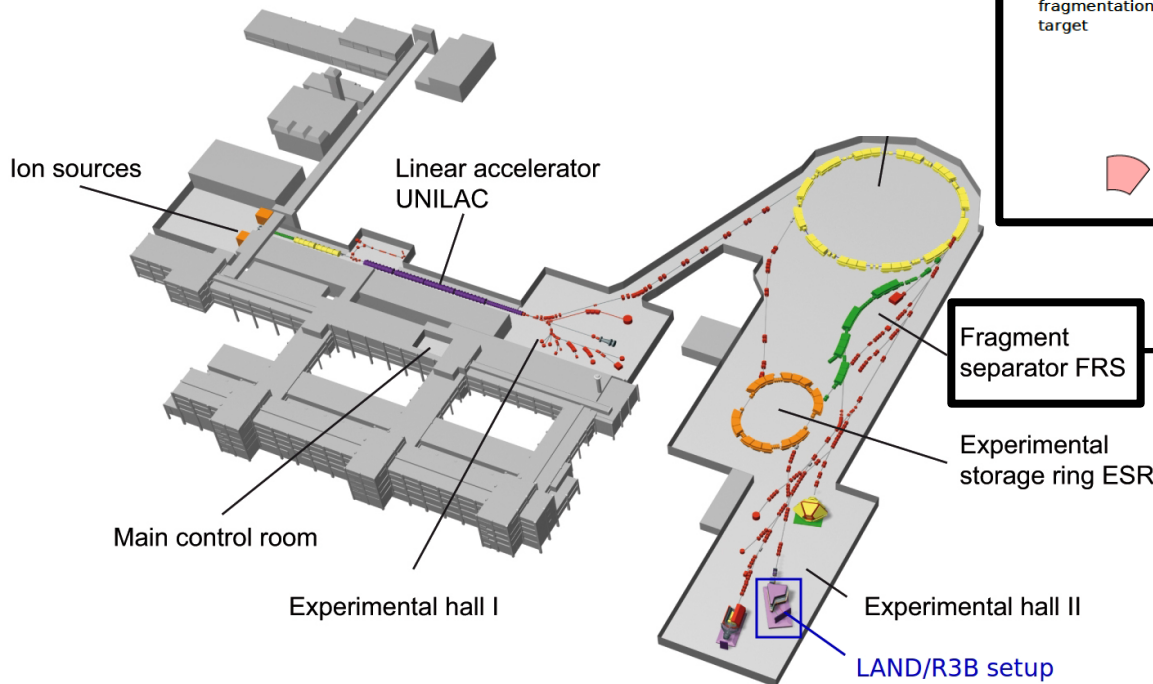 fragmentation
target
Ion sources
Linear accelerator
UNILAC
Fragment
separator FRS
Experimental
storage ring ESR
Main control room
Experimental hall I
Experimental hall II
LAND/R3B setup